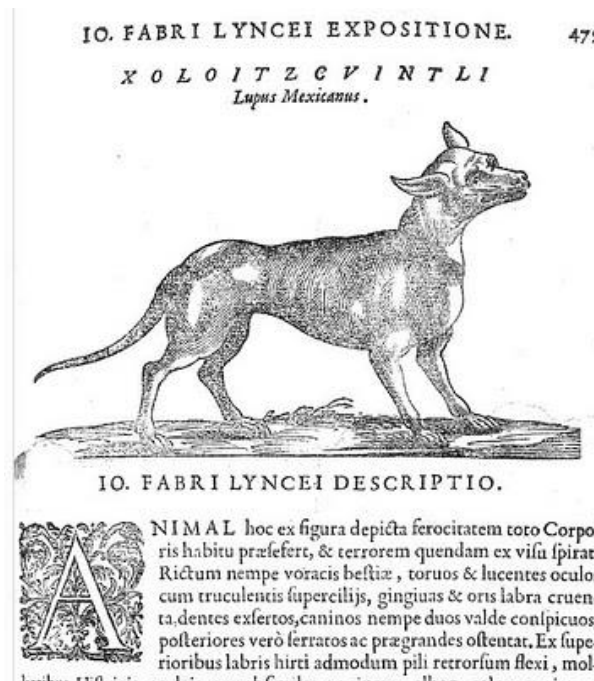 IO. FABRI LYNCEI EXPOSITIONE. 475
XOLOITZCVINTLI
Lupus Mexicanus.
IO. FABRI LYNCEI DESCRIPTIO.
ANIMAL hoc ex figura depicta ferocitatem toto Corpo
ris habitu præsefert, & terrorem quendam ex visu spirat
Rictum nempe voracis bestiæ, toruos & lucentes oculo
cum truculentis supercilijs, gingiuas & oris labra cruen
ta, dentes exsertos, caninos nempe duos valde conspicuos
posteriores verò serratos ac prægrandes ostentat. Ex supe
rioribus labris hirti admodum pili retrorsum flexi, mol